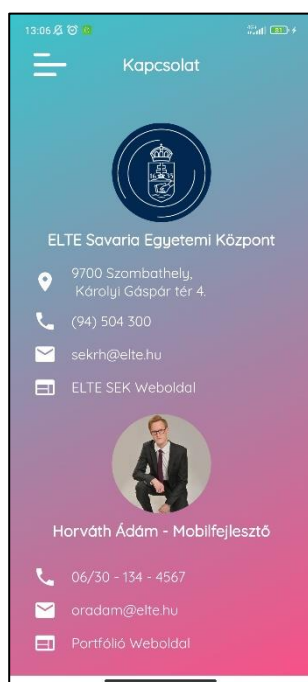 13:06
Kapcsolat
ELTE Savaria Egyetemi Központ
9700 Szombathely,
Károlyi Gáspár tér 4.
(94) 504 300
sekrh@elte.hu
ELTE SEK Weboldal
Horváth Ádám - Mobilfejlesztő
06/30 - 134 - 4567
oradam@elte.hu
Portfólió Weboldal